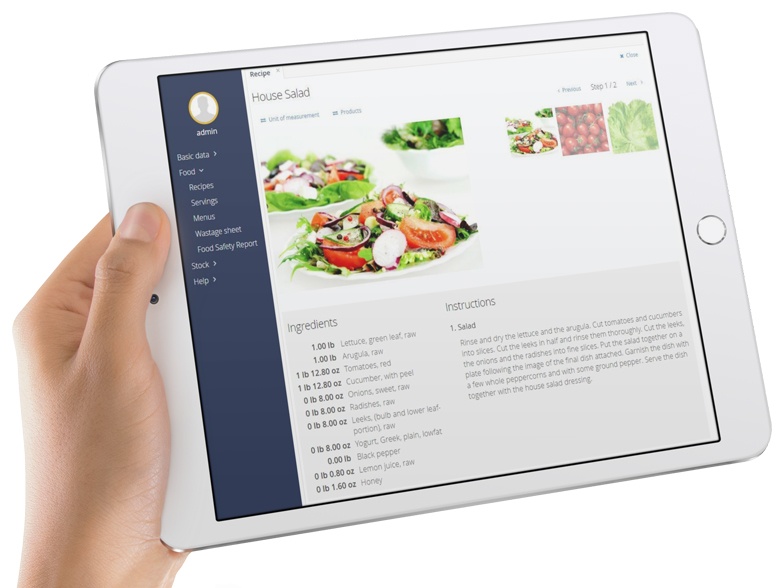 Recipe ×
Close
House Salad
Previous Step 1 / 2 Next
Unit of measurement Products
admin
Basic data
Food
Recipes
Servings
Menus
Wastage sheet
Food Safety Report
Stock
Help
Ingredients
1.00 lb Lettuce, green leaf, raw
1.00 lb Arugula, raw
1 lb 12.80 oz Tomatoes, red
1 lb 12.80 oz Cucumber, with peel
0 lb 8.00 oz Onions, sweet, raw
0 lb 8.00 oz Radishes, raw
0 lb 8.00 oz Leeks, (bulb and lower leaf-
portion), raw
0 lb 8.00 oz Yogurt, Greek, plain, lowfat
0.00 lb Black pepper
0 lb 0.80 oz Lemon juice, raw
0 lb 1.60 oz Honey
Instructions
1. Salad
Rinse and dry the lettuce and the arugula. Cut tomatoes and cucumbers
into slices. Cut the leeks in half and rinse them thoroughly. Cut the leeks,
the onions and the radishes into fine slices. Put the salad together on a
plate following the image of the final dish attached. Garnish the dish with
a few whole peppercorns and with some ground pepper. Serve the dish
together with the house salad dressing.